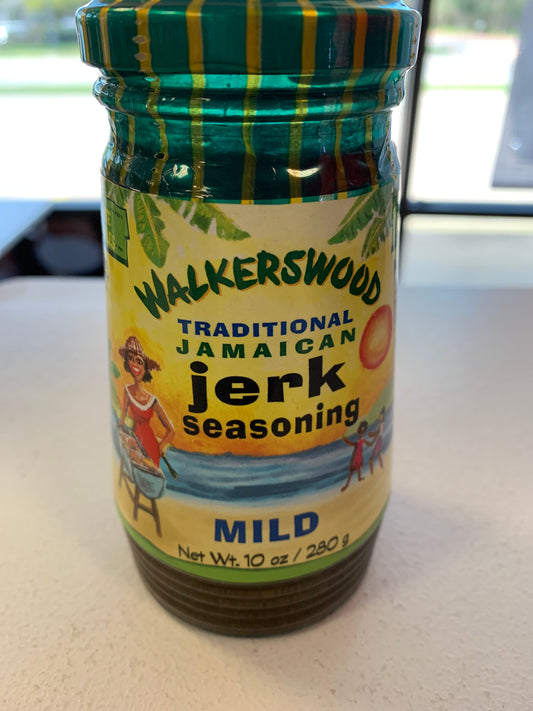 WALKERSWOOD
TRADITIONAL
JAMAICAN
jerk
seasoning
MILD
Net Wt. 10 oz / 280 g